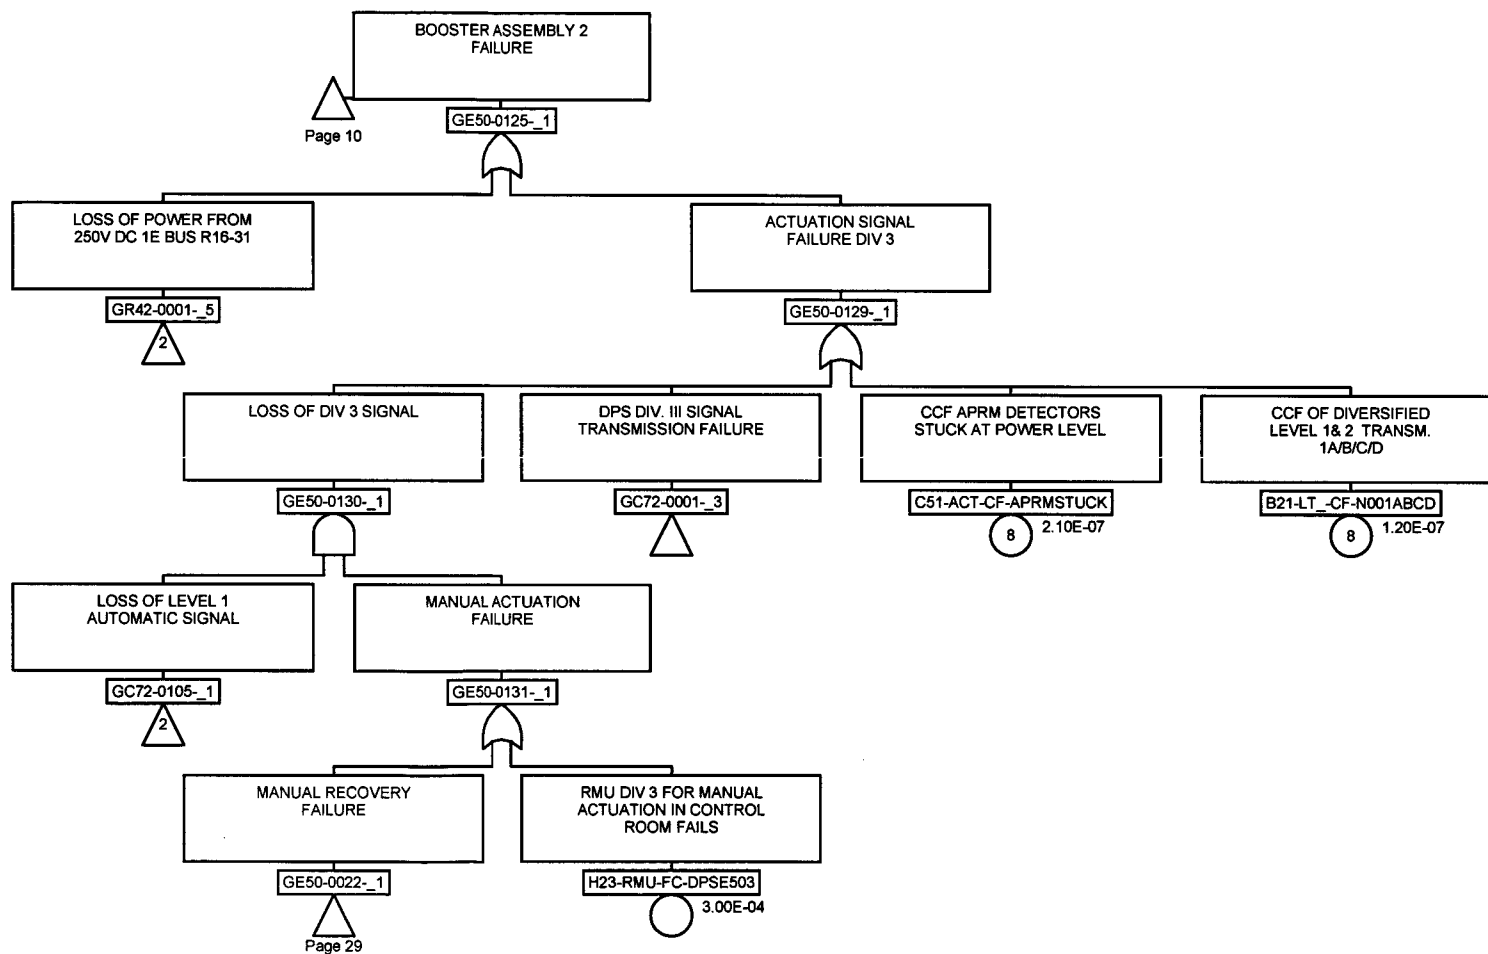 BOOSTER ASSEMBLY 2
FAILURE
Page 10
GE50-0125-_1
LOSS OF POWER FROM
250V DC 1E BUS R16-31
GR42-0001-_5
2
ACTUATION SIGNAL
FAILURE DIV 3
GE50-0129-_1
LOSS OF DIV 3 SIGNAL
GE50-0130-_1
DPS DIV. III SIGNAL
TRANSMISSION FAILURE
GC72-0001-_3
CCF APRM DETECTORS
STUCK AT POWER LEVEL
C51-ACT-CF-APRMSTUCK
8
2.10E-07
CCF OF DIVERSIFIED
LEVEL 1& 2 TRANSM.
1A/B/C/D
B21-LT_-CF-N001ABCD
8
1.20E-07
LOSS OF LEVEL 1
AUTOMATIC SIGNAL
GC72-0105-_1
2
MANUAL ACTUATION
FAILURE
GE50-0131-_1
MANUAL RECOVERY
FAILURE
GE50-0022-_1
Page 29
RMU DIV 3 FOR MANUAL
ACTUATION IN CONTROL
ROOM FAILS
H23-RMU-FC-DPSE503
3.00E-04